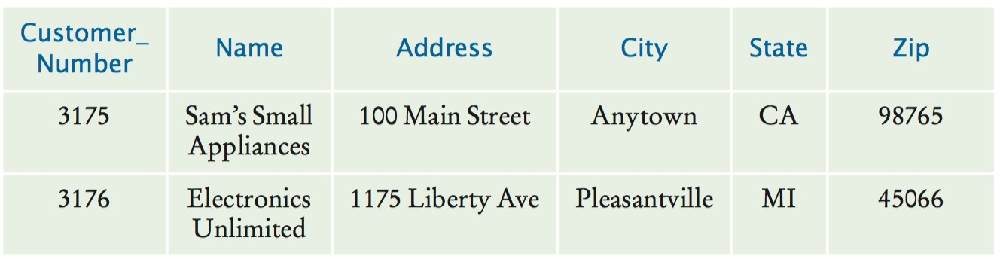 Customer_
Number Name Address City State Zip
3175 Sam's Small
Appliances 100 Main Street Anytown CA 98765
3176 Electronics
Unlimited 1175 Liberty Ave Pleasantville MI 45066